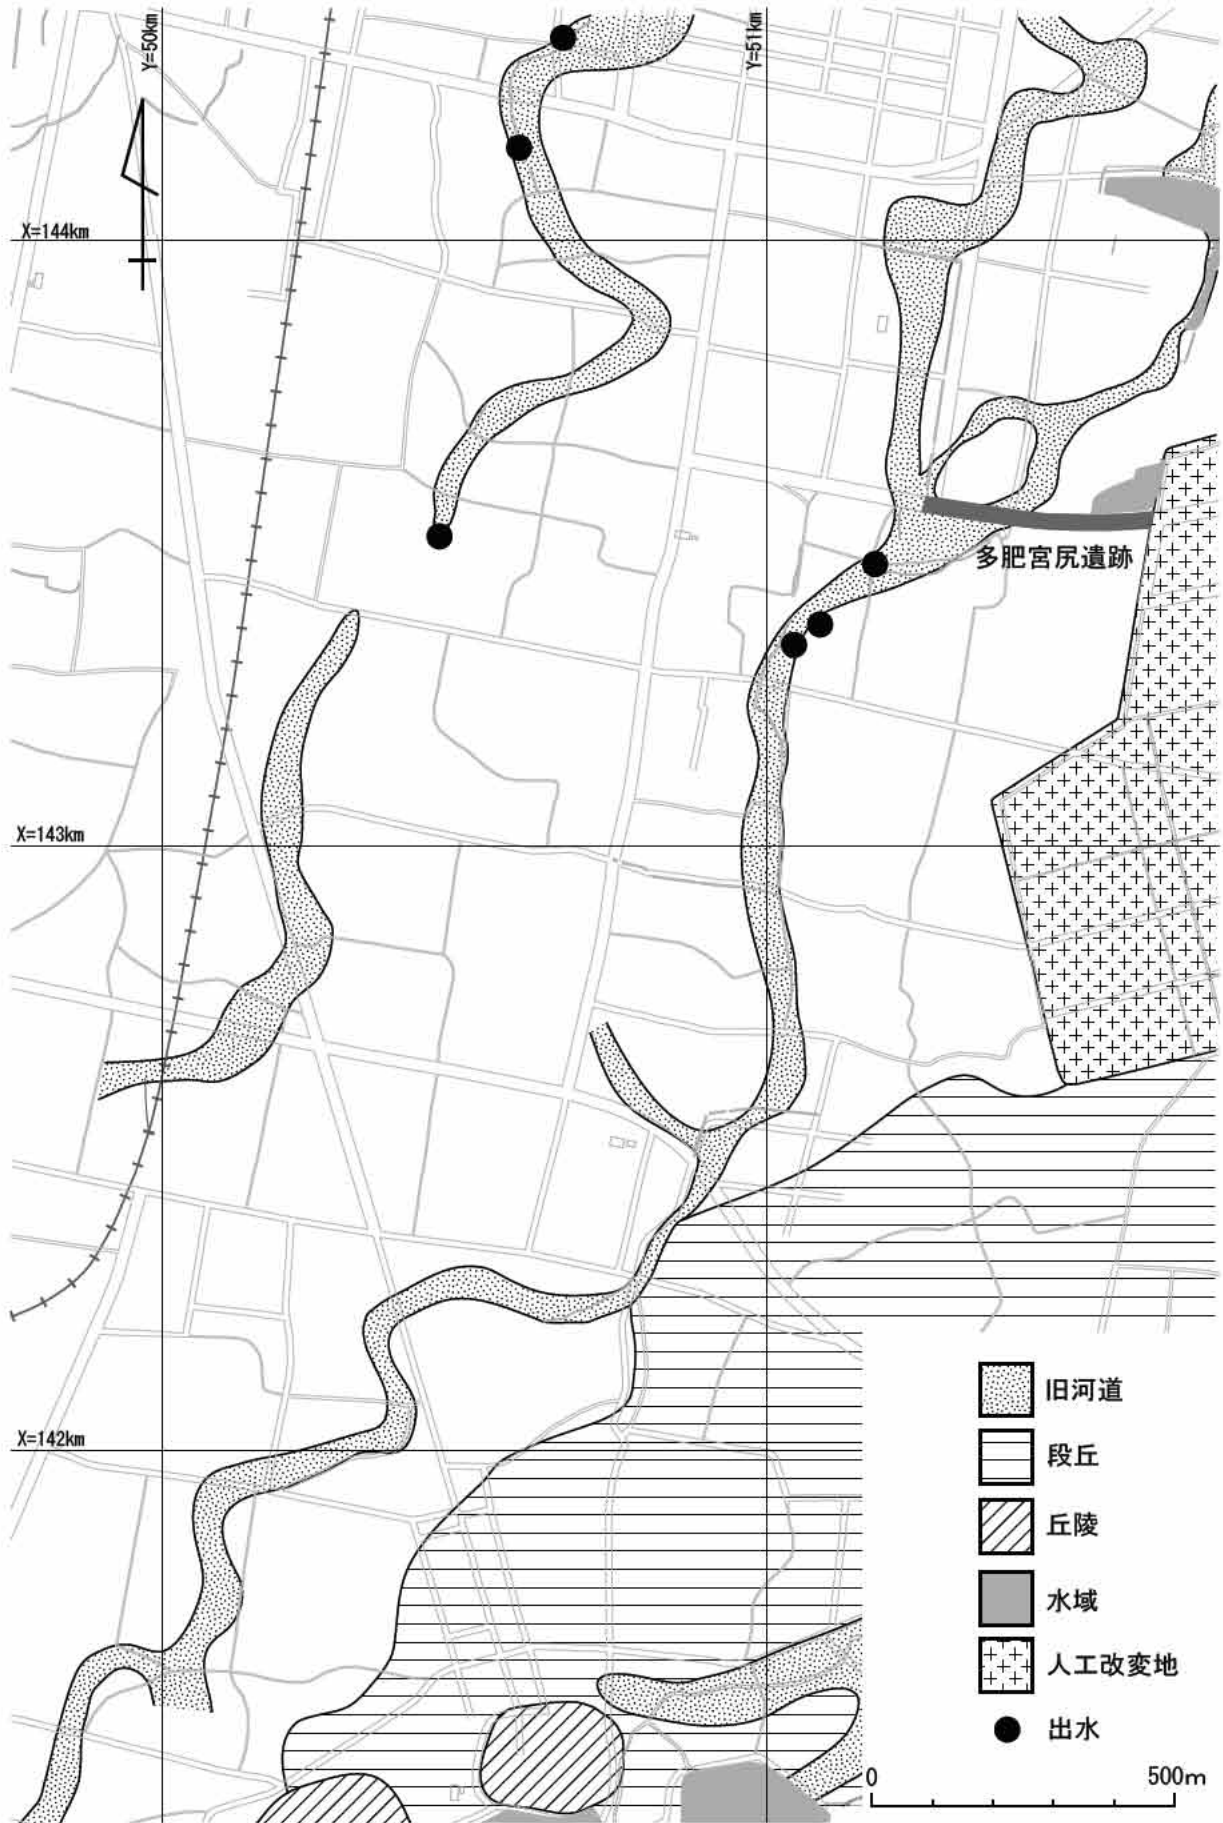 Y=50km
Y=51km
X=144km
多肥宮尻遺跡
X=143km
X=142km
旧河道
段丘
丘陵
水域
人工改変地
出水
0 500m